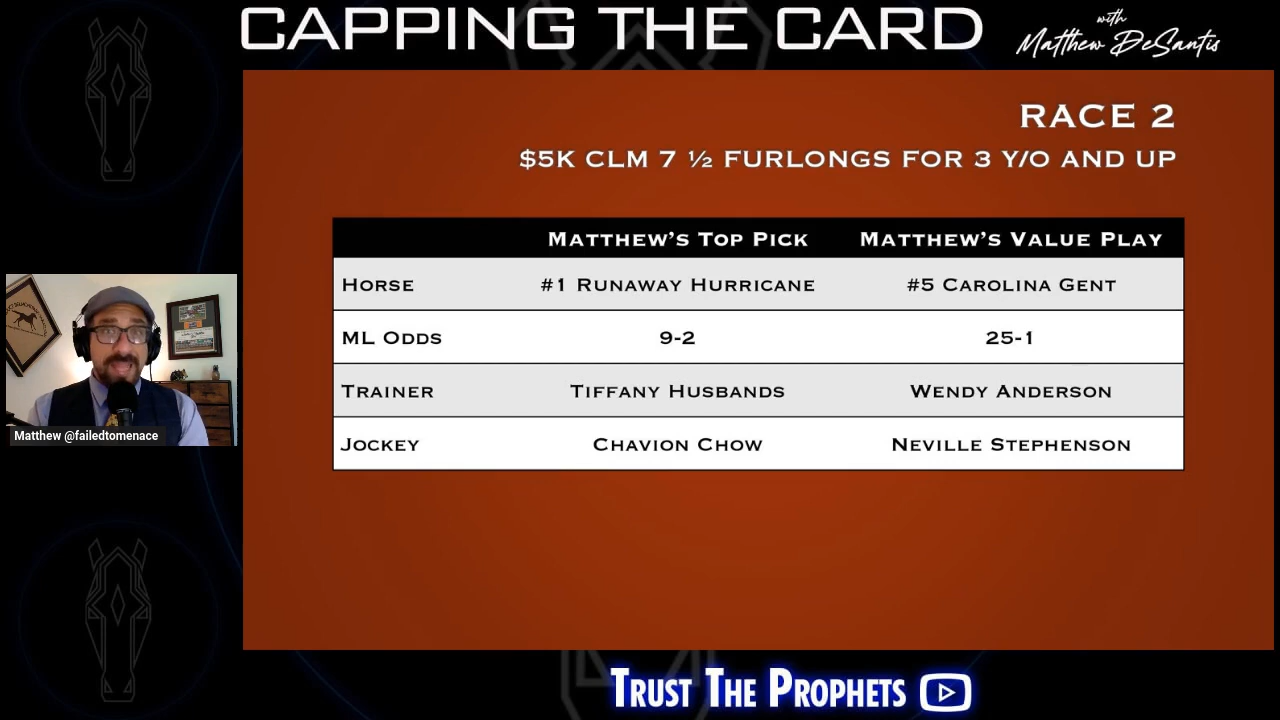 CAPPING THE CARD
with
Matthew DeSantis
RACE 2
$5K CLM 7 ½ FURLONGS FOR 3 Y/O AND UP
MATTHEW'S TOP PICK MATTHEW'S VALUE PLAY
HORSE #1 RUNAWAY HURRICANE #5 CAROLINA GENT
ML ODDS 9-2 25-1
TRAINER TIFFANY HUSBANDS WENDY ANDERSON
JOCKEY CHAVION CHOW NEVILLE STEPHENSON
Matthew @failedtomenace
TRUST THE PROPHETS